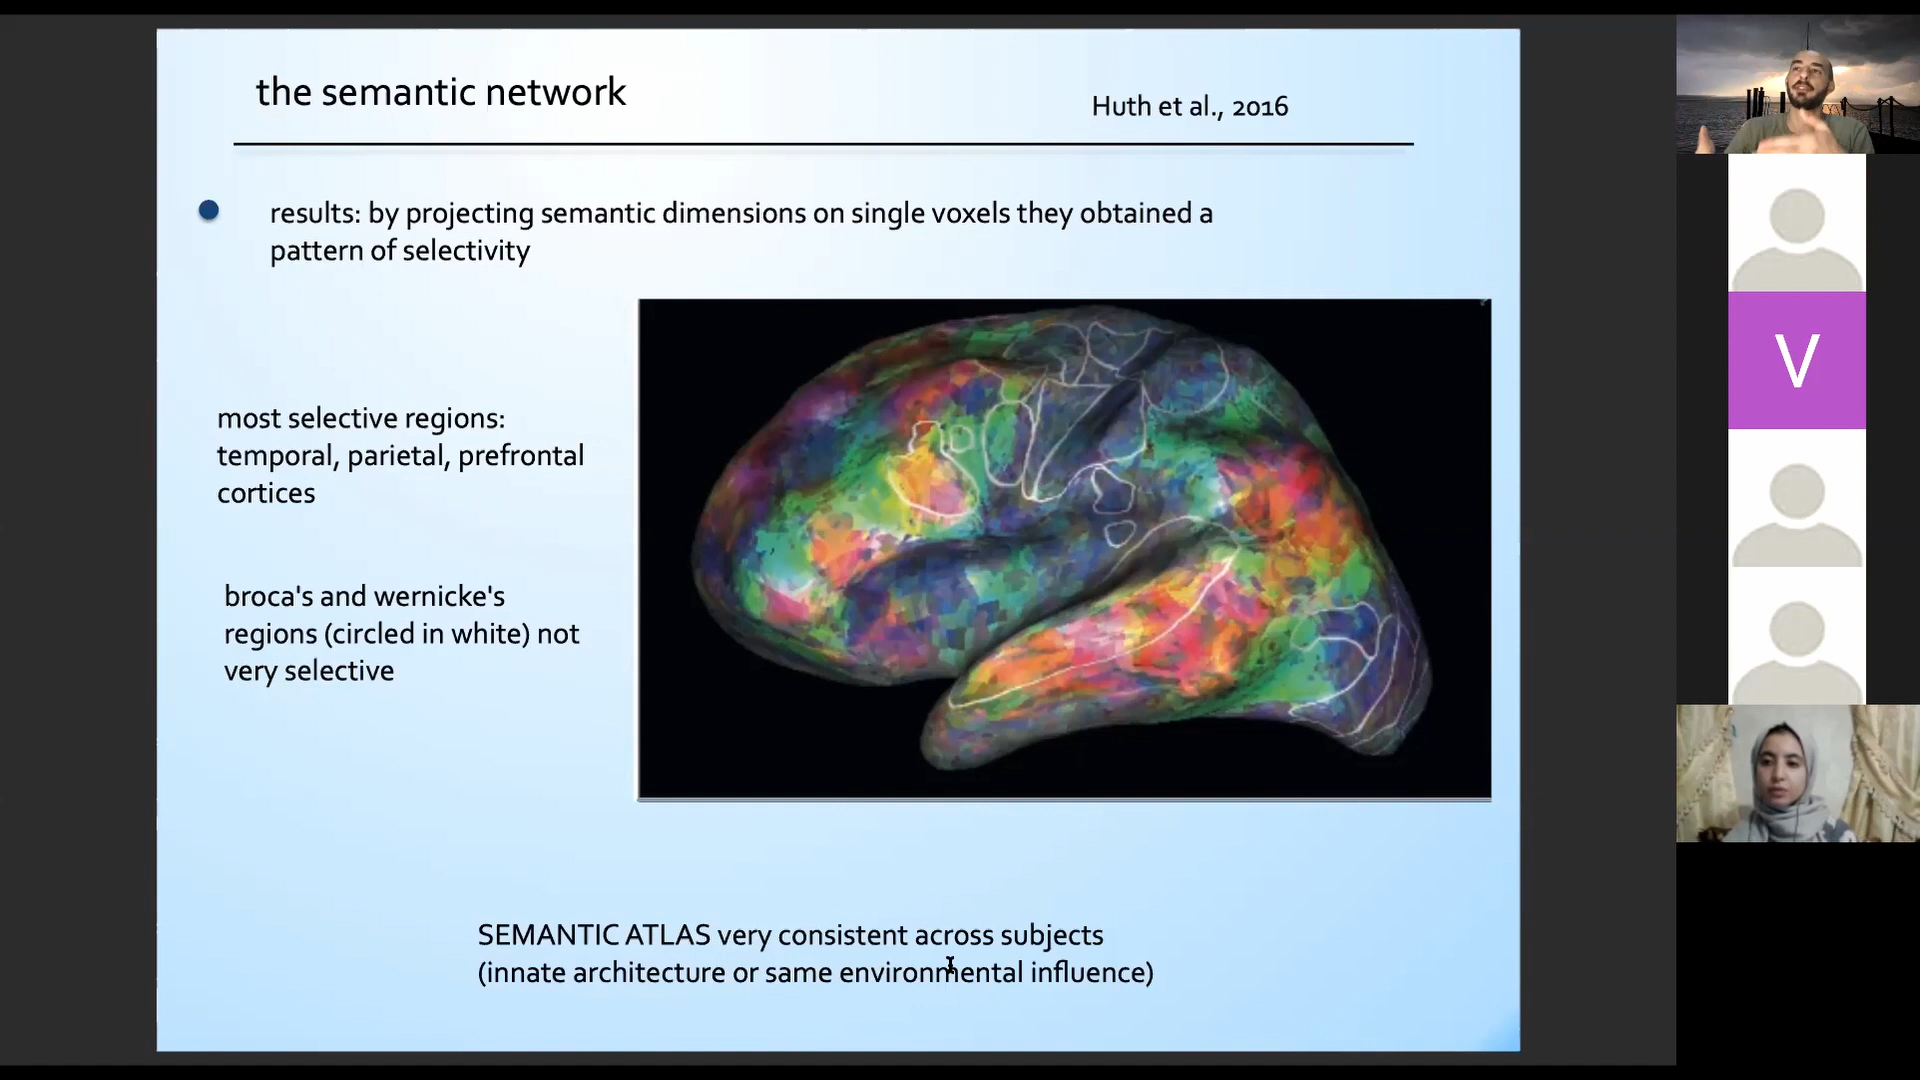 the semantic network
Huth et al., 2016
results: by projecting semantic dimensions on single voxels they obtained a
pattern of selectivity
most selective regions:
temporal, parietal, prefrontal
cortices
broca's and wernicke's
regions (circled in white) not
very selective
SEMANTIC ATLAS very consistent across subjects
(innate architecture or same environmental influence)
V